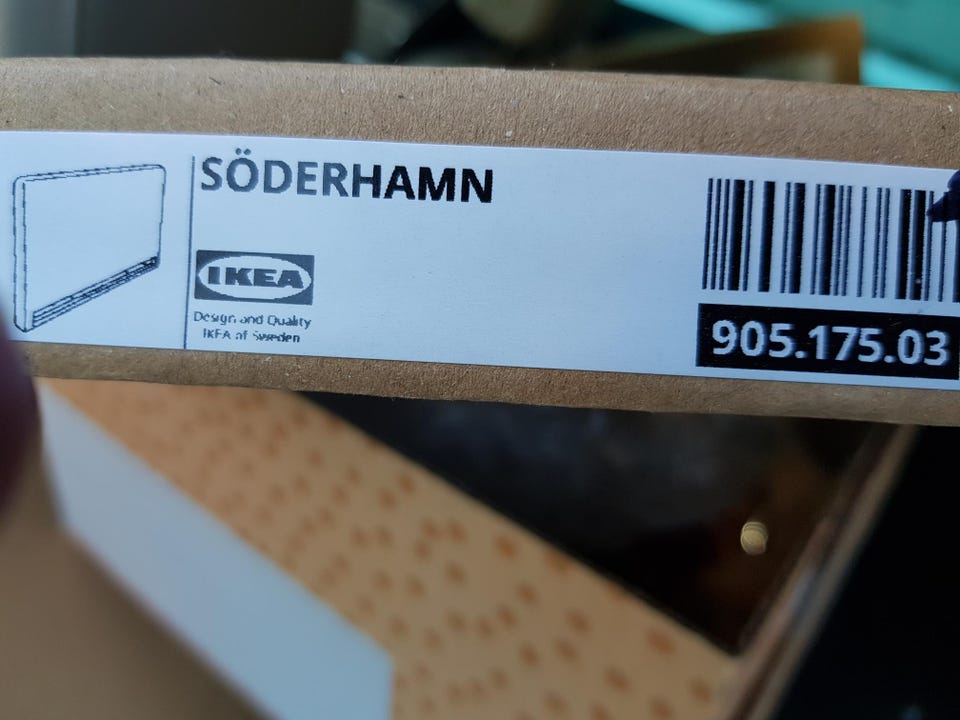 SÖDERHAMN
IKEA
Design and Quality
IKEA of Sweden
905.175.03